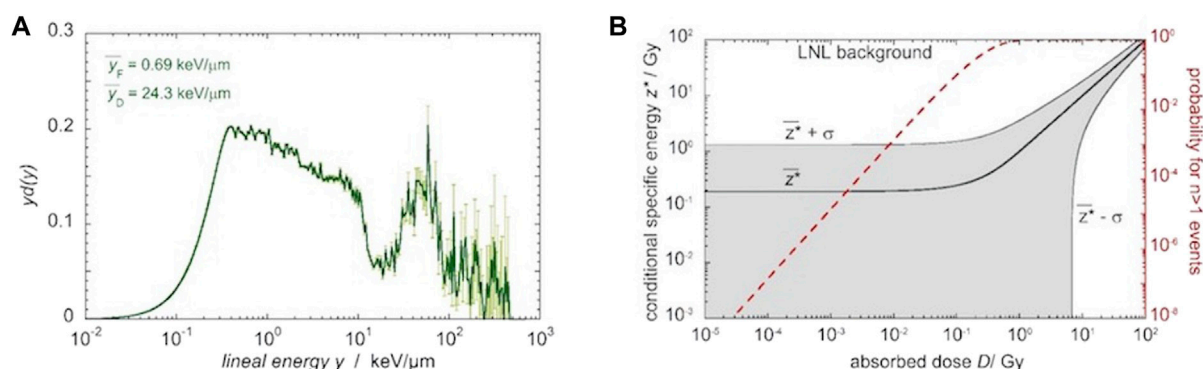 A
0.3
0.2
0.1
0
y̅F = 0.69 keV/μm
y̅D = 24.3 keV/μm
yd(y)
10⁻² 10⁻¹ 10⁰ 10¹ 10² 10³
lineal energy y / keV/μm
B
LNL background
10² 10¹ 10⁰ 10⁻¹ 10⁻² 10⁻³
conditional specific energy z* / Gy
z̅* + σ
z̅*
z̅* - σ
10⁰ 10⁻² 10⁻⁴ 10⁻⁶ 10⁻⁸
probability for n>1
events
10⁻⁵ 10⁻⁴ 10⁻³ 10⁻² 10⁻¹ 10⁰ 10¹ 10²
absorbed dose D/ Gy